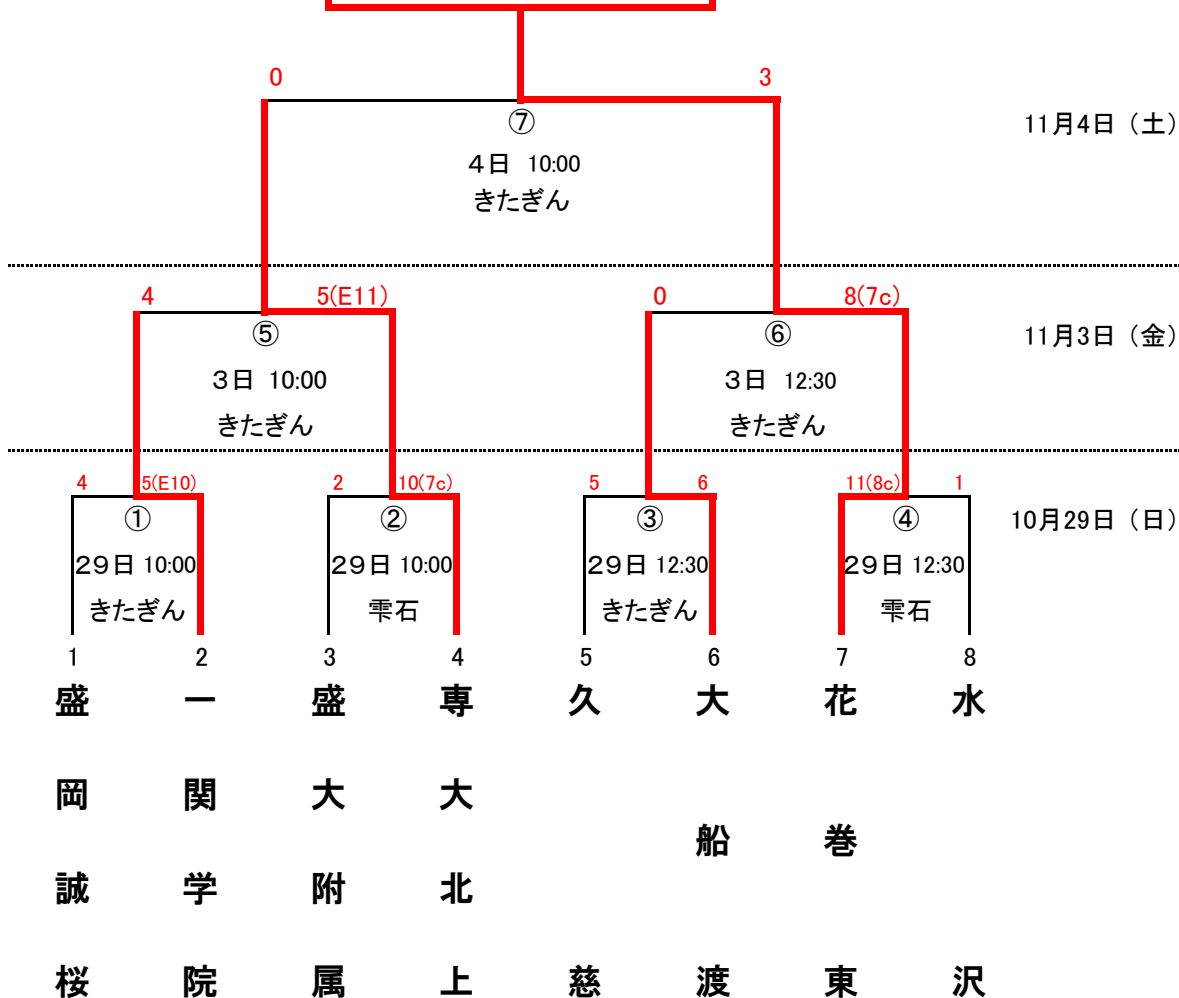 0 3
⑦
11月4日（土）
４日 10:00
きたぎん
4 5(E11) 0 8(7c)
⑤ ⑥
11月3日（金）
３日 10:00 ３日 12:30
きたぎん きたぎん
4 5(E10) 2 10(7c) 5 6 11(8c) 1
① ② ③ ④
10月29日（日）
２９日 10:00 ２９日 10:00 ２９日 12:30 ２９日 12:30
きたぎん 雫石 きたぎん 雫石
1 2 3 4 5 6 7 8
盛岡誠桜
一関学院
盛大附属
専大北上
久慈
大船渡
花巻東
水沢